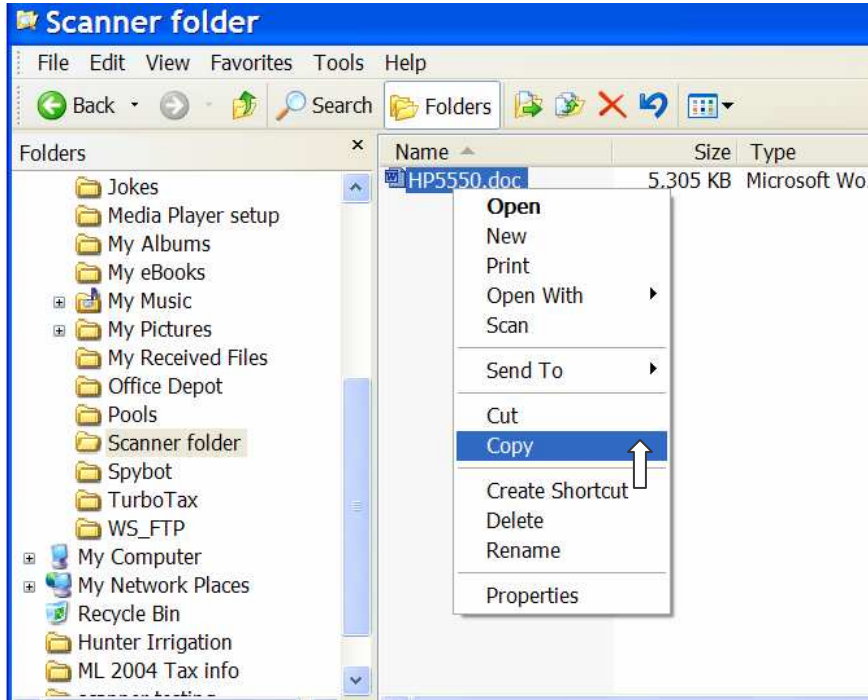 Scanner folder
File Edit View Favorites Tools Help
Back Search Folders
Folders
Jokes
Media Player setup
My Albums
My eBooks
My Music
My Pictures
My Received Files
Office Depot
Pools
Scanner folder
Spybot
TurboTax
WS_FTP
My Computer
My Network Places
Recycle Bin
Hunter Irrigation
ML 2004 Tax info
Name Size Type
HP5550.doc 5,305 KB Microsoft Wo
Open
New
Print
Open With
Scan
Send To
Cut
Copy
Create Shortcut
Delete
Rename
Properties